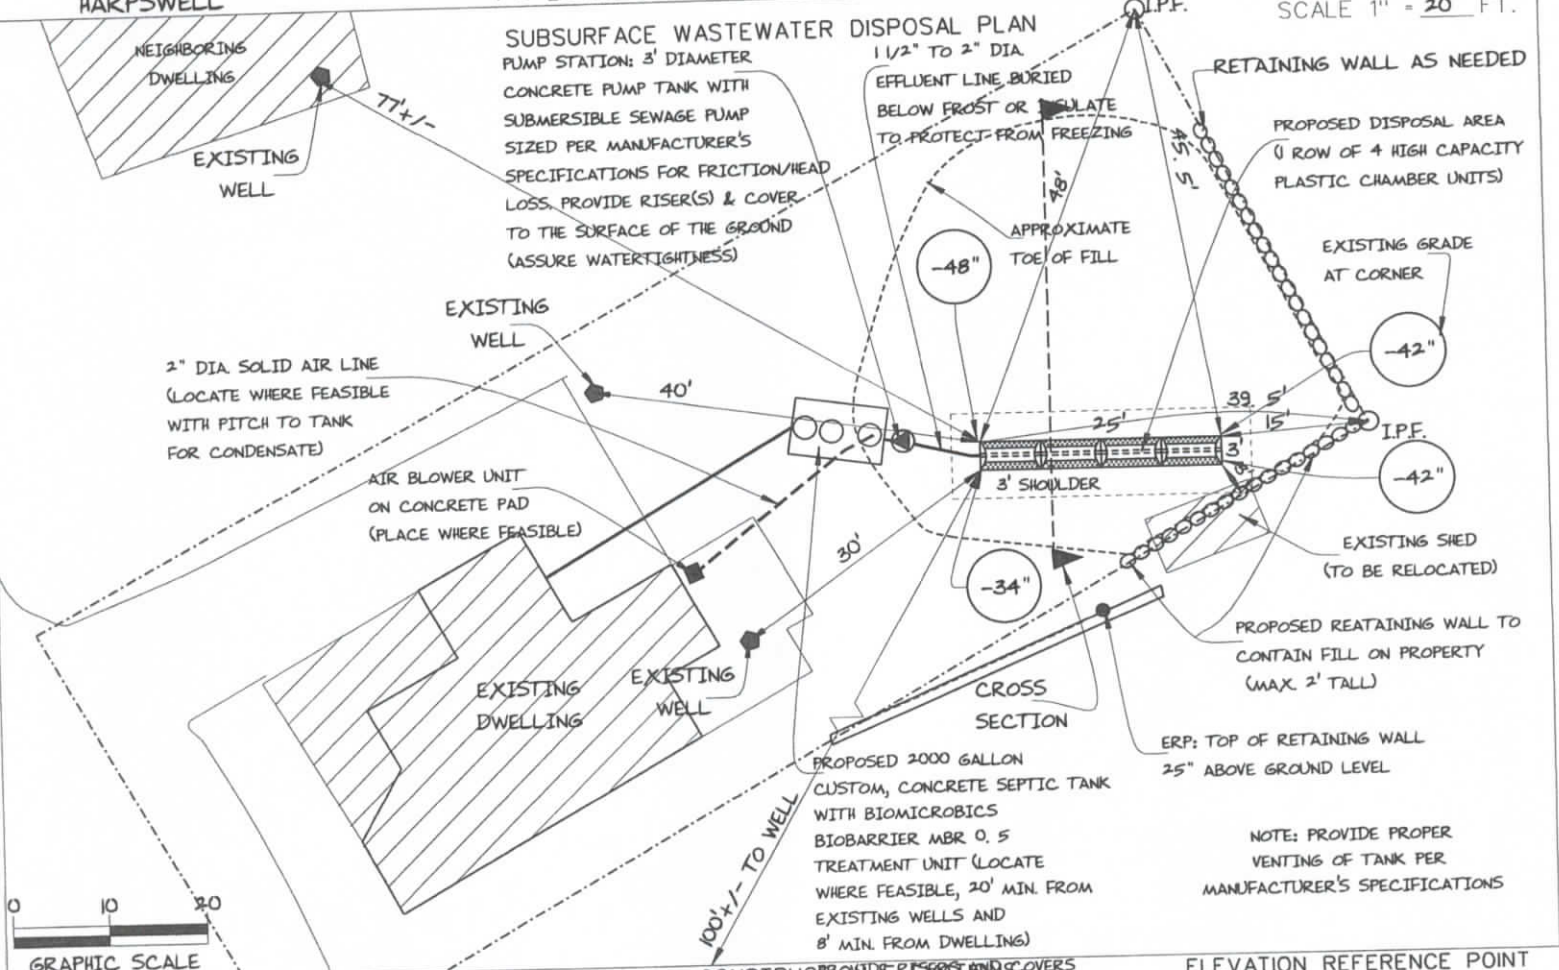 HARPSWELL
SUBSURFACE WASTEWATER DISPOSAL PLAN
SCALE 1" = 20 FT.
I.P.F.
NEIGHBORING
DWELLING
EXISTING
WELL
77'+/-
PUMP STATION: 3' DIAMETER
CONCRETE PUMP TANK WITH
SUBMERSIBLE SEWAGE PUMP
SIZED PER MANUFACTURER'S
SPECIFICATIONS FOR FRICTION/HEAD
LOSS. PROVIDE RISER(S) & COVER
TO THE SURFACE OF THE GROUND
(ASSURE WATERTIGHTNESS)
1 1/2" TO 2" DIA.
EFFLUENT LINE BURIED
BELOW FROST OR INSULATE
TO PROTECT FROM FREEZING
48'
45. 5'
RETAINING WALL AS NEEDED
PROPOSED DISPOSAL AREA
(1 ROW OF 4 HIGH CAPACITY
PLASTIC CHAMBER UNITS)
APPROXIMATE
TOE OF FILL
-48"
EXISTING GRADE
AT CORNER
-42"
EXISTING
WELL
2" DIA. SOLID AIR LINE
(LOCATE WHERE FEASIBLE
WITH PITCH TO TANK
FOR CONDENSATE)
40'
39. 5'
25'
15'
3'
I.P.F.
-42"
3' SHOULDER
AIR BLOWER UNIT
ON CONCRETE PAD
(PLACE WHERE FEASIBLE)
30'
-34"
EXISTING SHED
(TO BE RELOCATED)
PROPOSED REATAINING WALL TO
CONTAIN FILL ON PROPERTY
(MAX. 2' TALL)
EXISTING
DWELLING
EXISTING
WELL
CROSS
SECTION
ERP: TOP OF RETAINING WALL
25" ABOVE GROUND LEVEL
PROPOSED 2000 GALLON
CUSTOM, CONCRETE SEPTIC TANK
WITH BIOMICROBICS
BIOBARRIER MBR 0. 5
TREATMENT UNIT (LOCATE
WHERE FEASIBLE, 20' MIN. FROM
EXISTING WELLS AND
8' MIN. FROM DWELLING)
100'+/- TO WELL
NOTE: PROVIDE PROPER
VENTING OF TANK PER
MANUFACTURER'S SPECIFICATIONS
0 10 20
GRAPHIC SCALE
ELEVATION REFERENCE POINT